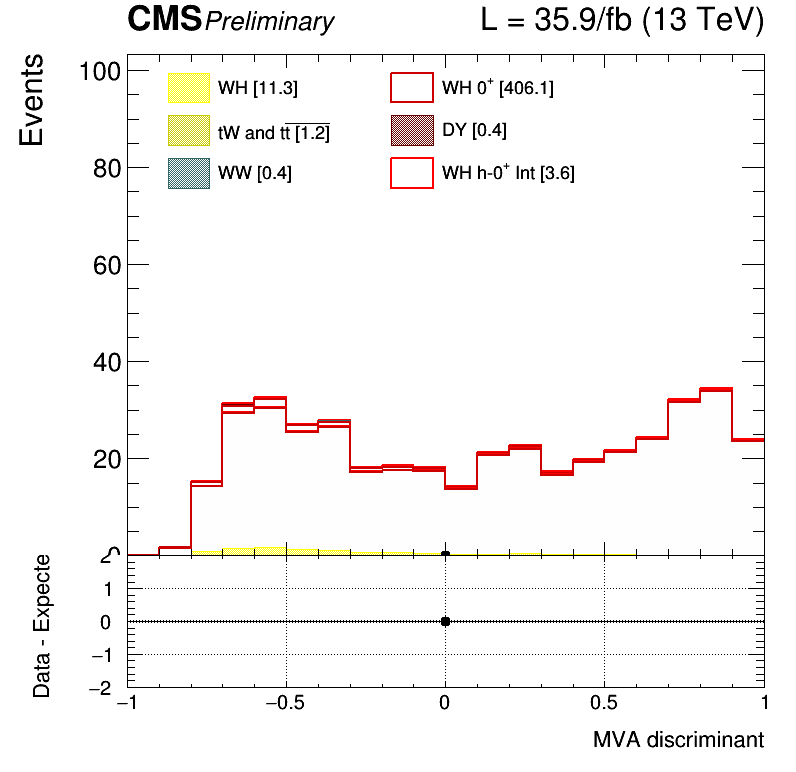 CMS Preliminary L = 35.9/fb (13 TeV)
Events
100
80
60
40
20
0
WH [11.3]
WH 0⁺ [406.1]
tW and tt̅ [1.2]
DY [0.4]
WW [0.4]
WH h-0⁺ Int [3.6]
Data - Expecte
2
1
0
−1
−2
−1 −0.5 0 0.5 1
MVA discriminant